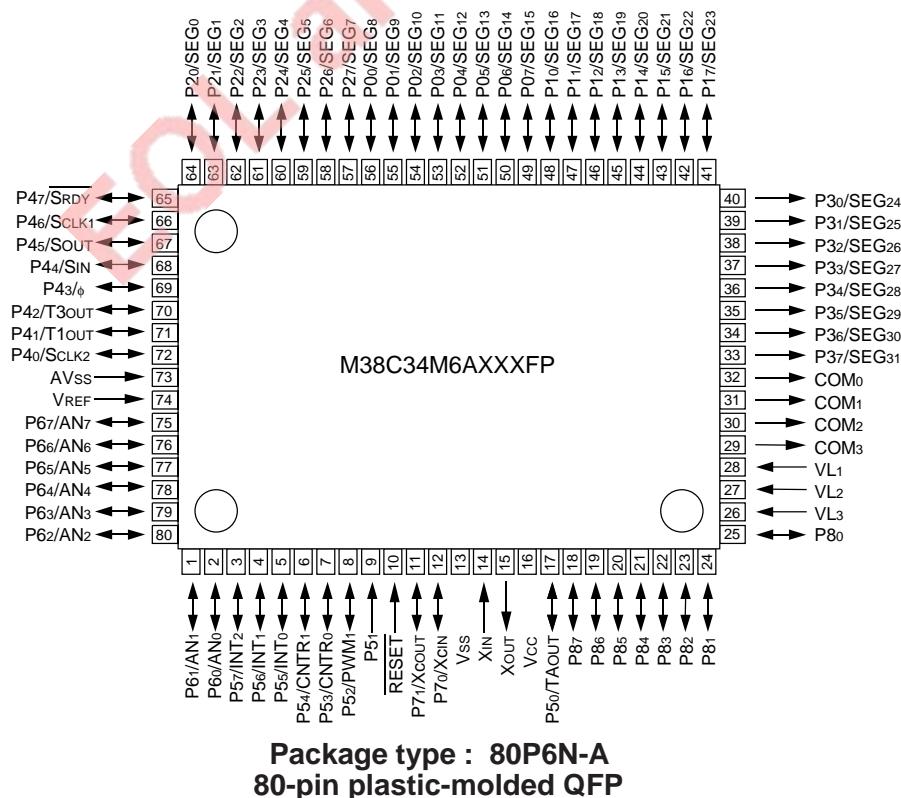 P20/SEG0
P21/SEG1
P22/SEG2
P23/SEG3
P24/SEG4
P25/SEG5
P26/SEG6
P27/SEG7
P00/SEG8
P01/SEG9
P02/SEG10
P03/SEG11
P04/SEG12
P05/SEG13
P06/SEG14
P07/SEG15
P10/SEG16
P11/SEG17
P12/SEG18
P13/SEG19
P14/SEG20
P15/SEG21
P16/SEG22
P17/SEG23
64 63 62 61 60 59 58 57 56 55 54 53 52 51 50 49 48 47 46 45 44 43 42 41
P47/SRDY 65
P46/SCLK1 66
P45/SOUT 67
P44/SIN 68
P43/ϕ 69
P42/T3OUT 70
P41/T1OUT 71
P40/SCLK2 72
AVSS 73
VREF 74
P67/AN7 75
P66/AN6 76
P65/AN5 77
P64/AN4 78
P63/AN3 79
P62/AN2 80
M38C34M6AXXXFP
40 P30/SEG24
39 P31/SEG25
38 P32/SEG26
37 P33/SEG27
36 P34/SEG28
35 P35/SEG29
34 P36/SEG30
33 P37/SEG31
32 COM0
31 COM1
30 COM2
29 COM3
28 VL1
27 VL2
26 VL3
25 P80
1 2 3 4 5 6 7 8 9 10 11 12 13 14 15 16 17 18 19 20 21 22 23 24
P61/AN1
P60/AN0
P57/INT2
P56/INT1
P55/INT0
P54/CNTR1
P53/CNTR0
P52/PWM1
P51
RESET
P71/XCOUT
P70/XCIN
VSS
XIN
XOUT
VCC
P50/TAOUT
P87
P86
P85
P84
P83
P82
P81
Package type : 80P6N-A
80-pin plastic-molded QFP
EOL